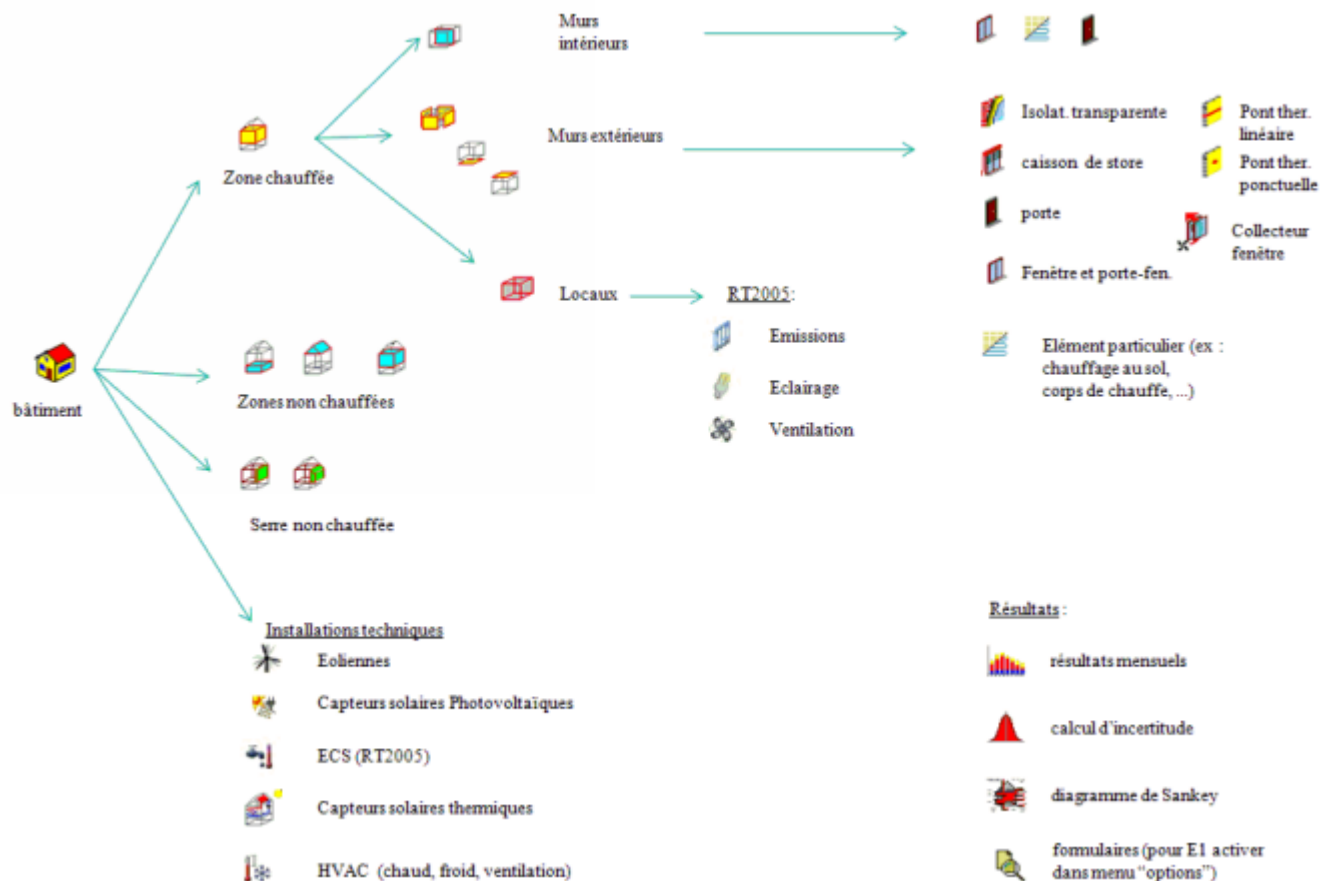 Murs
intérieurs
Isolat. transparente
Pont ther.
linéaire
Murs extérieurs
caisson de store
Pont ther.
ponctuelle
Zone chauffée
porte
Collecteur
fenêtre
Fenêtre et porte-fen.
Locaux
RT2005:
Emissions
Elément particulier (ex :
chauffage au sol,
corps de chauffe, ...)
Eclairage
Ventilation
bâtiment
Zones non chauffées
Serre non chauffée
Installations techniques
Eoliennes
Capteurs solaires Photovoltaïques
ECS (RT2005)
Capteurs solaires thermiques
HVAC (chaud, froid, ventilation)
Résultats :
résultats mensuels
calcul d'incertitude
diagramme de Sankey
formulaires (pour E1 activer
dans menu "options")